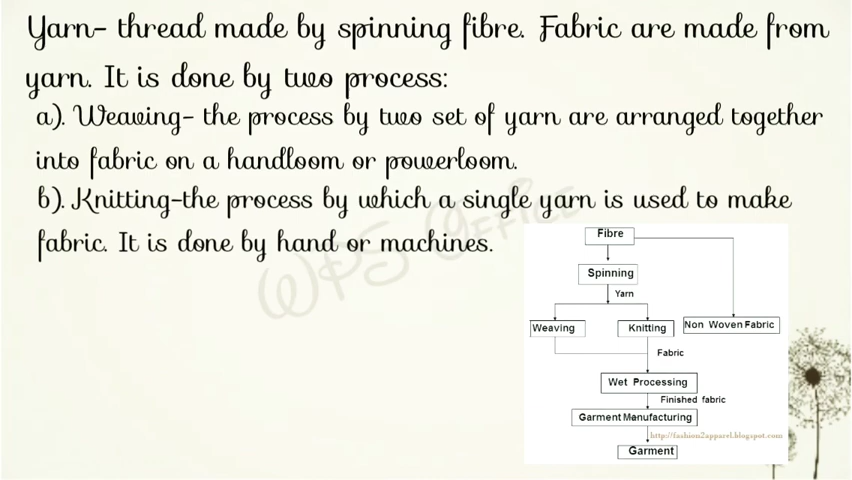 Yarn- thread made by spinning fibre. Fabric are made from
yarn. It is done by two process:
a). Weaving- the process by two set of yarn are arranged together
into fabric on a handloom or powerloom.
b). Knitting-the process by which a single yarn is used to make
fabric. It is done by hand or machines.
WPS Office
Fibre
Spinning
Yarn
Weaving
Knitting
Non Woven Fabric
Fabric
Wet Processing
Finished fabric
Garment Manufacturing
http://fashion2apparel.blogspot.com
Garment